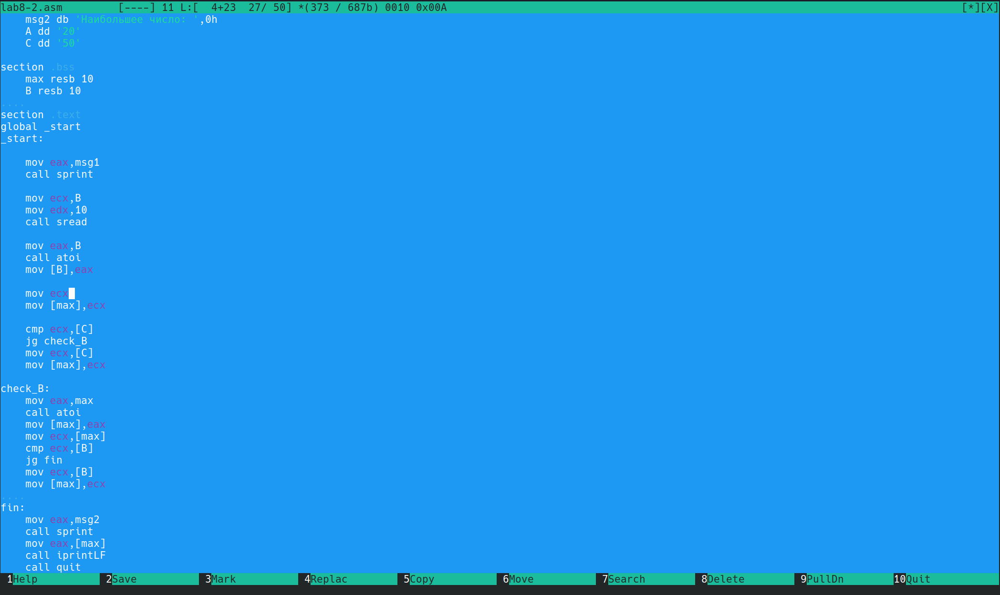 lab8-2.asm         [----] 11 L:[  4+23  27/ 50] *(373 / 687b) 0010 0x00A                    [*][X]
    msg2 db 'Наибольшее число: ',0h
    A dd '20'
    C dd '50'

section .bss
    max resb 10
    B resb 10
....
section .text
global _start
_start:

    mov eax,msg1
    call sprint

    mov ecx,B
    mov edx,10
    call sread

    mov eax,B
    call atoi
    mov [B],eax

    mov ecx
    mov [max],ecx

    cmp ecx,[C]
    jg check_B
    mov ecx,[C]
    mov [max],ecx

check_B:
    mov eax,max
    call atoi
    mov [max],eax
    mov ecx,[max]
    cmp ecx,[B]
    jg fin
    mov ecx,[B]
    mov [max],ecx
....
fin:
    mov eax,msg2
    call sprint
    mov eax,[max]
    call iprintLF
    call quit
 1Help   2Save   3Mark   4Replac   5Copy   6Move   7Search   8Delete   9PullDn   10Quit